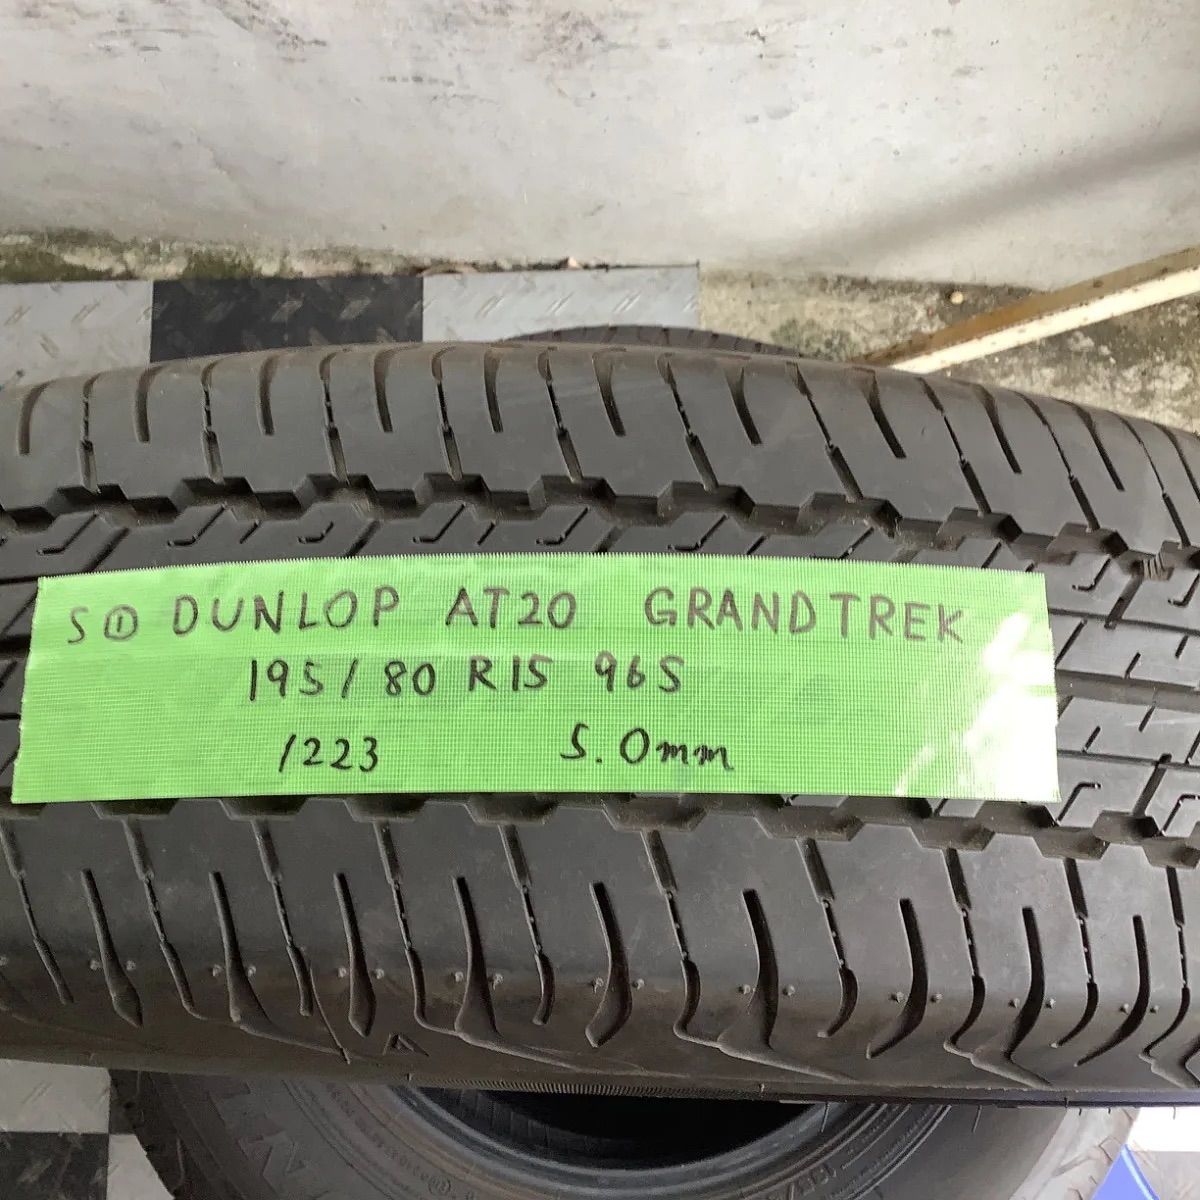 S① DUNLOP AT20 GRANDTREK
195/80 R15 96S
1223 5.0mm